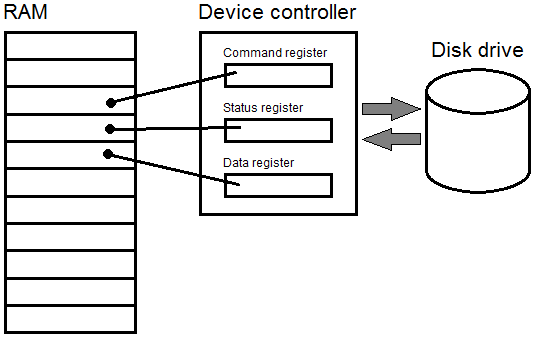 RAM
Device controller
Disk drive
Command register
Status register
Data register